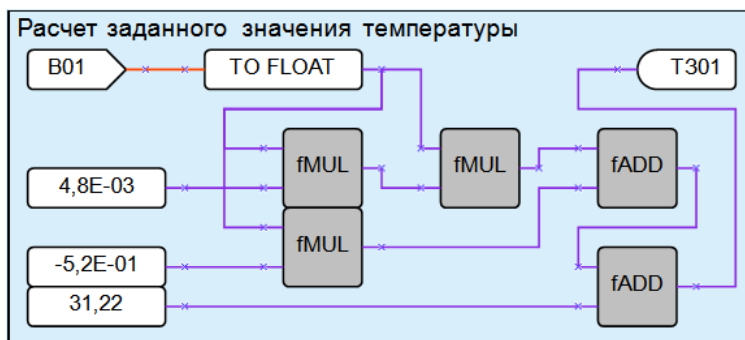 Расчет заданного значения температуры
B01
TO FLOAT
T301
fMUL
fMUL
fADD
4,8E-03
fMUL
-5,2E-01
fADD
31,22